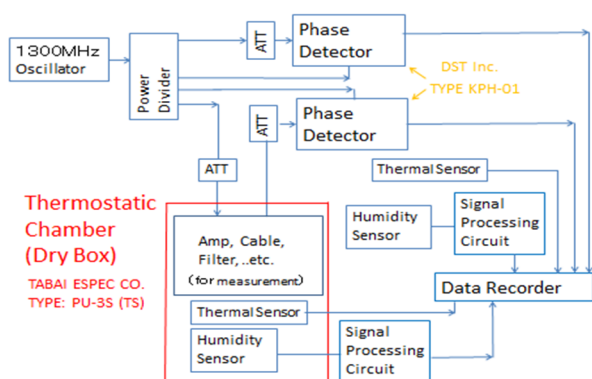 1300MHz
Oscillator
Power
Divider
ATT
Phase
Detector
DST Inc.
TYPE KPH-01
ATT
Phase
Detector
ATT
Thermal Sensor
Thermostatic
Chamber
(Dry Box)
TABAI ESPEC CO.
TYPE: PU-3S (TS)
Amp, Cable,
Filter,..etc.
(for measurement)
Humidity
Sensor
Signal
Processing
Circuit
Data Recorder
Thermal Sensor
Humidity
Sensor
Signal
Processing
Circuit